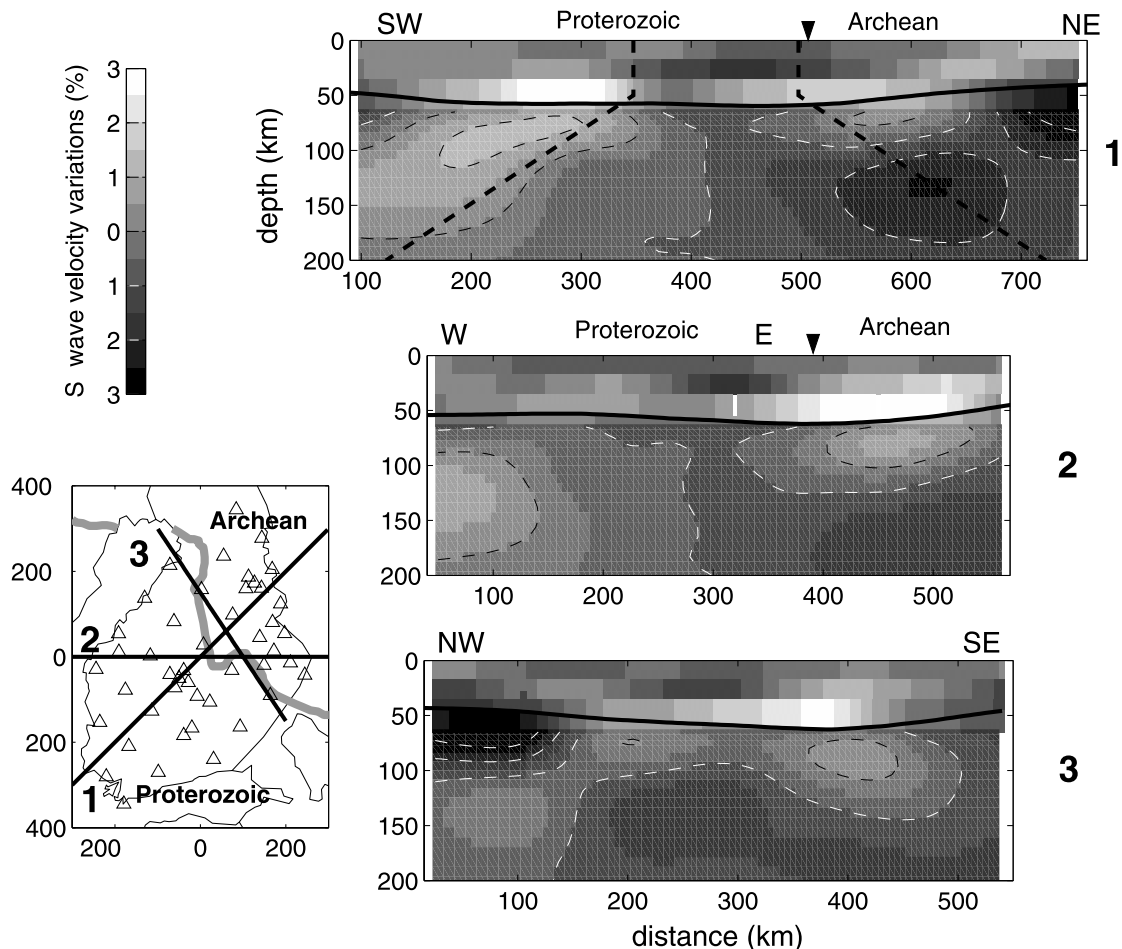 SW Proterozoic Archean NE
3
2
1
0
1
2
3
S wave velocity variations (%)
0
50
100
150
200
depth (km)
100 200 300 400 500 600 700
1
W Proterozoic E Archean
0
50
100
150
200
100 200 300 400 500
2
NW SE
0
50
100
150
200
100 200 300 400 500
distance (km)
3
400
200
0
200
400
Archean
3
2
1
Proterozoic
200 0 200